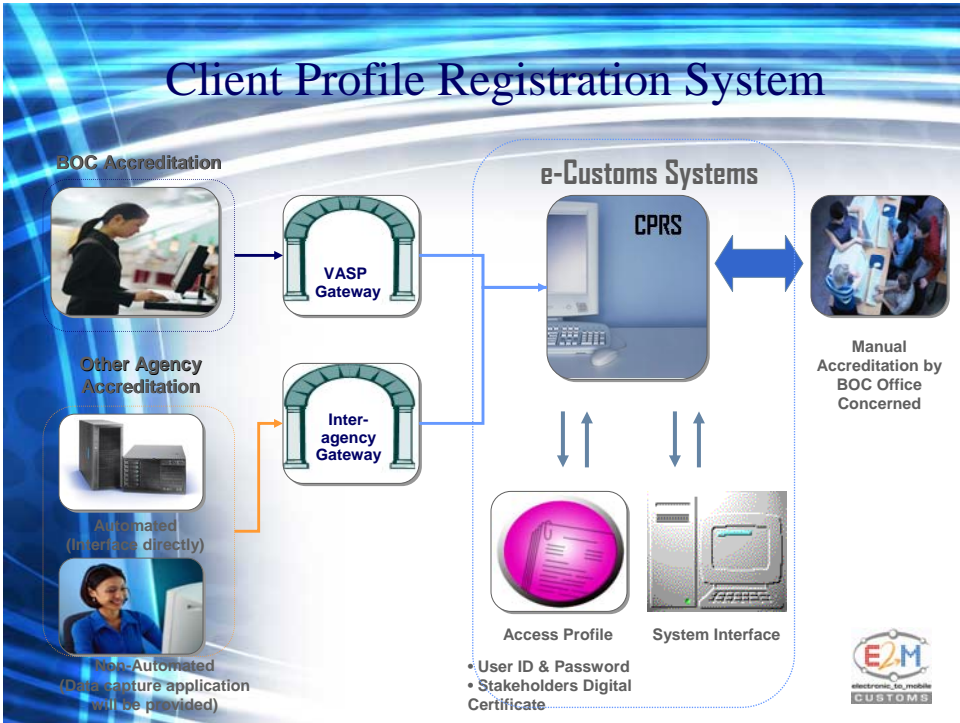 Client Profile Registration System
BOC Accreditation
e-Customs Systems
CPRS
VASP
Gateway
Manual
Accreditation by
BOC Office
Concerned
Other Agency
Accreditation
Inter-
agency
Gateway
Automated
(Interface directly)
Non-Automated
(Data capture application
will be provided)
Access Profile
System Interface
• User ID & Password
• Stakeholders Digital
Certificate
E2M
electronic_to_mobile
CUSTOMS